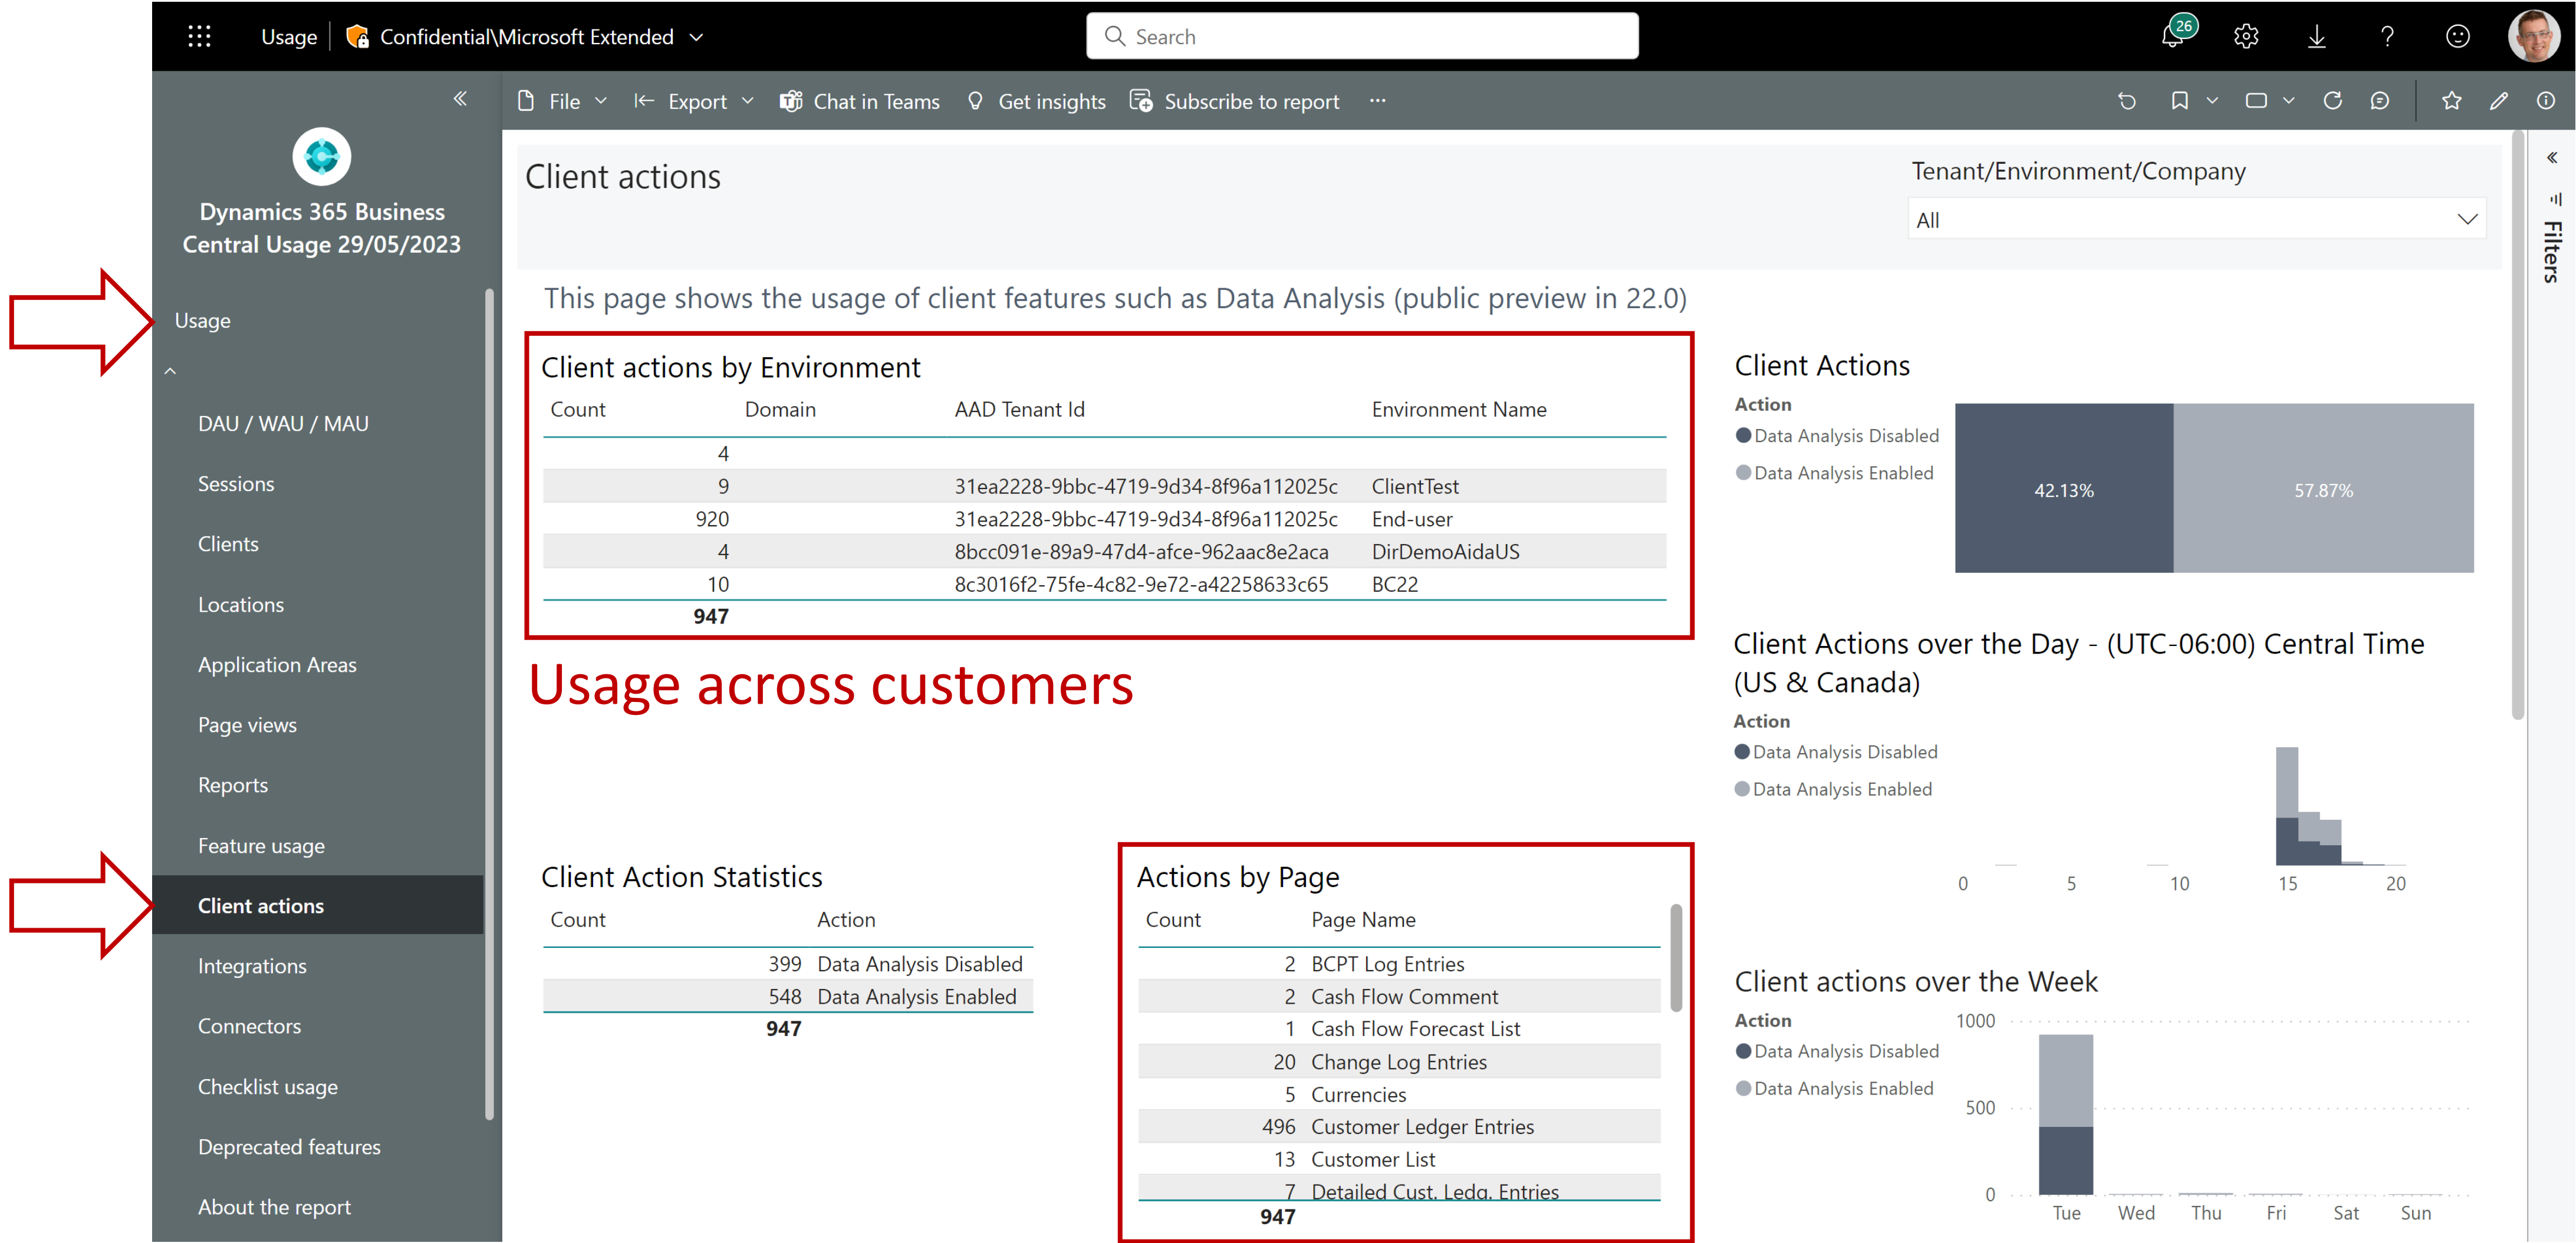 Usage
Confidential\Microsoft Extended
Search
26
File
Export
Chat in Teams
Get insights
Subscribe to report
Dynamics 365 Business
Central Usage 29/05/2023
Usage
DAU / WAU / MAU
Sessions
Clients
Locations
Application Areas
Page views
Reports
Feature usage
Client actions
Integrations
Connectors
Checklist usage
Deprecated features
About the report
Client actions
Tenant/Environment/Company
All
Filters
This page shows the usage of client features such as Data Analysis (public preview in 22.0)
Client actions by Environment
Count Domain AAD Tenant Id Environment Name
4
9 31ea2228-9bbc-4719-9d34-8f96a112025c ClientTest
920 31ea2228-9bbc-4719-9d34-8f96a112025c End-user
4 8bcc091e-89a9-47d4-afce-962aac8e2aca DirDemoAidaUS
10 8c3016f2-75fe-4c82-9e72-a42258633c65 BC22
947
Usage across customers
Client Action Statistics
Count Action
399 Data Analysis Disabled
548 Data Analysis Enabled
947
Actions by Page
Count Page Name
2 BCPT Log Entries
2 Cash Flow Comment
1 Cash Flow Forecast List
20 Change Log Entries
5 Currencies
496 Customer Ledger Entries
13 Customer List
7 Detailed Cust. Ledg. Entries
947
Client Actions
Action
Data Analysis Disabled
Data Analysis Enabled
42.13%
57.87%
Client Actions over the Day - (UTC-06:00) Central Time
(US & Canada)
Action
Data Analysis Disabled
Data Analysis Enabled
0 5 10 15 20
Client actions over the Week
Action
Data Analysis Disabled
Data Analysis Enabled
1000
500
0
Tue Wed Thu Fri Sat Sun